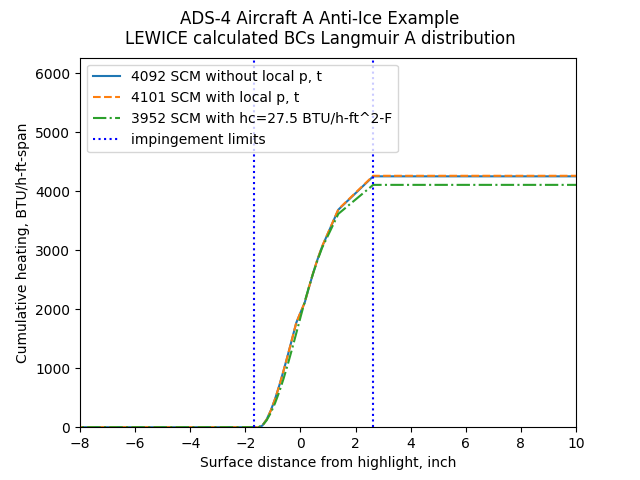 ADS-4 Aircraft A Anti-Ice Example
LEWICE calculated BCs Langmuir A distribution
4092 SCM without local p, t
4101 SCM with local p, t
3952 SCM with hc=27.5 BTU/h-ft^2-F
impingement limits
Cumulative heating, BTU/h-ft-span
6000
5000
4000
3000
2000
1000
0
−8 −6 −4 −2 0 2 4 6 8 10
Surface distance from highlight, inch